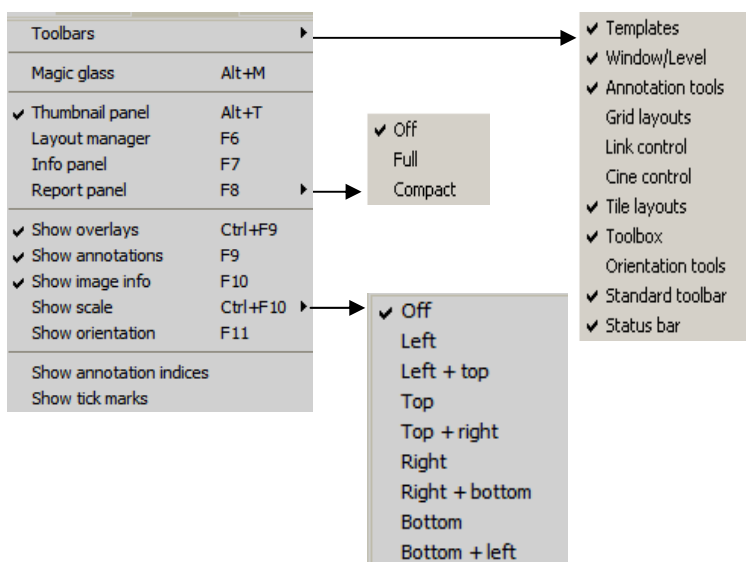 Toolbars
Magic glass Alt+M
Thumbnail panel Alt+T
Layout manager F6
Info panel F7
Report panel F8
Show overlays Ctrl+F9
Show annotations F9
Show image info F10
Show scale Ctrl+F10
Show orientation F11
Show annotation indices
Show tick marks
Off
Full
Compact
Off
Left
Left + top
Top
Top + right
Right
Right + bottom
Bottom
Bottom + left
Templates
Window/Level
Annotation tools
Grid layouts
Link control
Cine control
Tile layouts
Toolbox
Orientation tools
Standard toolbar
Status bar